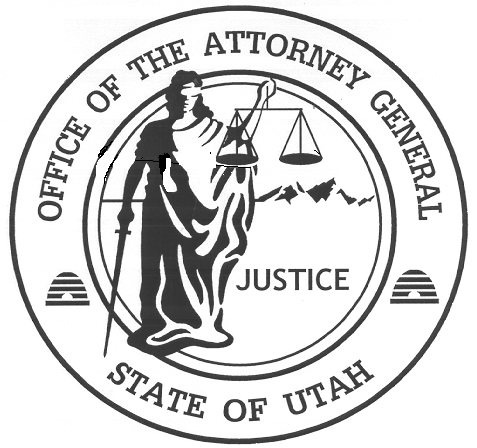 OFFICE OF THE ATTORNEY GENERAL
JUSTICE
STATE OF UTAH